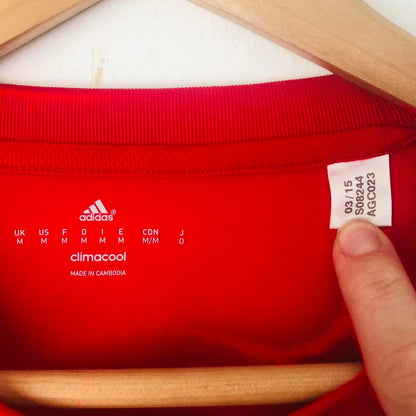 adidas®
UK US F D I E CDN J
M M M M M M M/M O
climacool
MADE IN CAMBODIA
03 / 15
S08244
AGC023